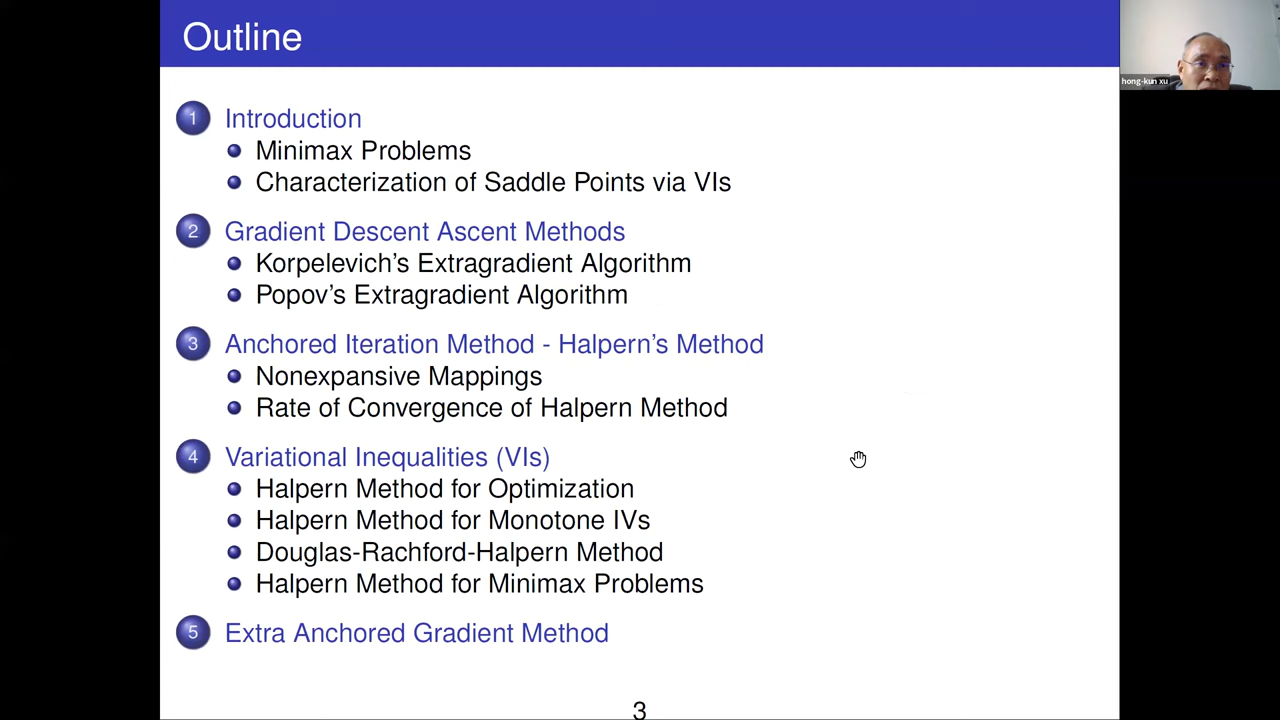 Outline
hong-kun xu
1 Introduction
Minimax Problems
Characterization of Saddle Points via VIs
2 Gradient Descent Ascent Methods
Korpelevich's Extragradient Algorithm
Popov's Extragradient Algorithm
3 Anchored Iteration Method - Halpern's Method
Nonexpansive Mappings
Rate of Convergence of Halpern Method
4 Variational Inequalities (VIs)
Halpern Method for Optimization
Halpern Method for Monotone IVs
Douglas-Rachford-Halpern Method
Halpern Method for Minimax Problems
5 Extra Anchored Gradient Method
3